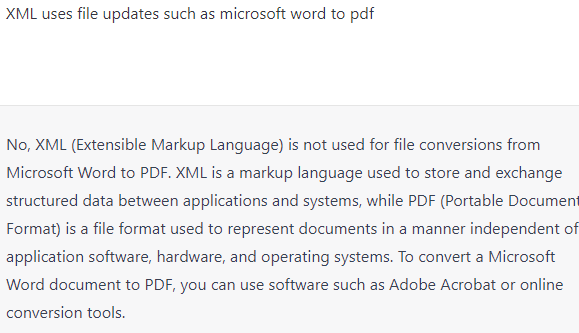 XML uses file updates such as microsoft word to pdf
No, XML (Extensible Markup Language) is not used for file conversions from
Microsoft Word to PDF. XML is a markup language used to store and exchange
structured data between applications and systems, while PDF (Portable Document
Format) is a file format used to represent documents in a manner independent of
application software, hardware, and operating systems. To convert a Microsoft
Word document to PDF, you can use software such as Adobe Acrobat or online
conversion tools.